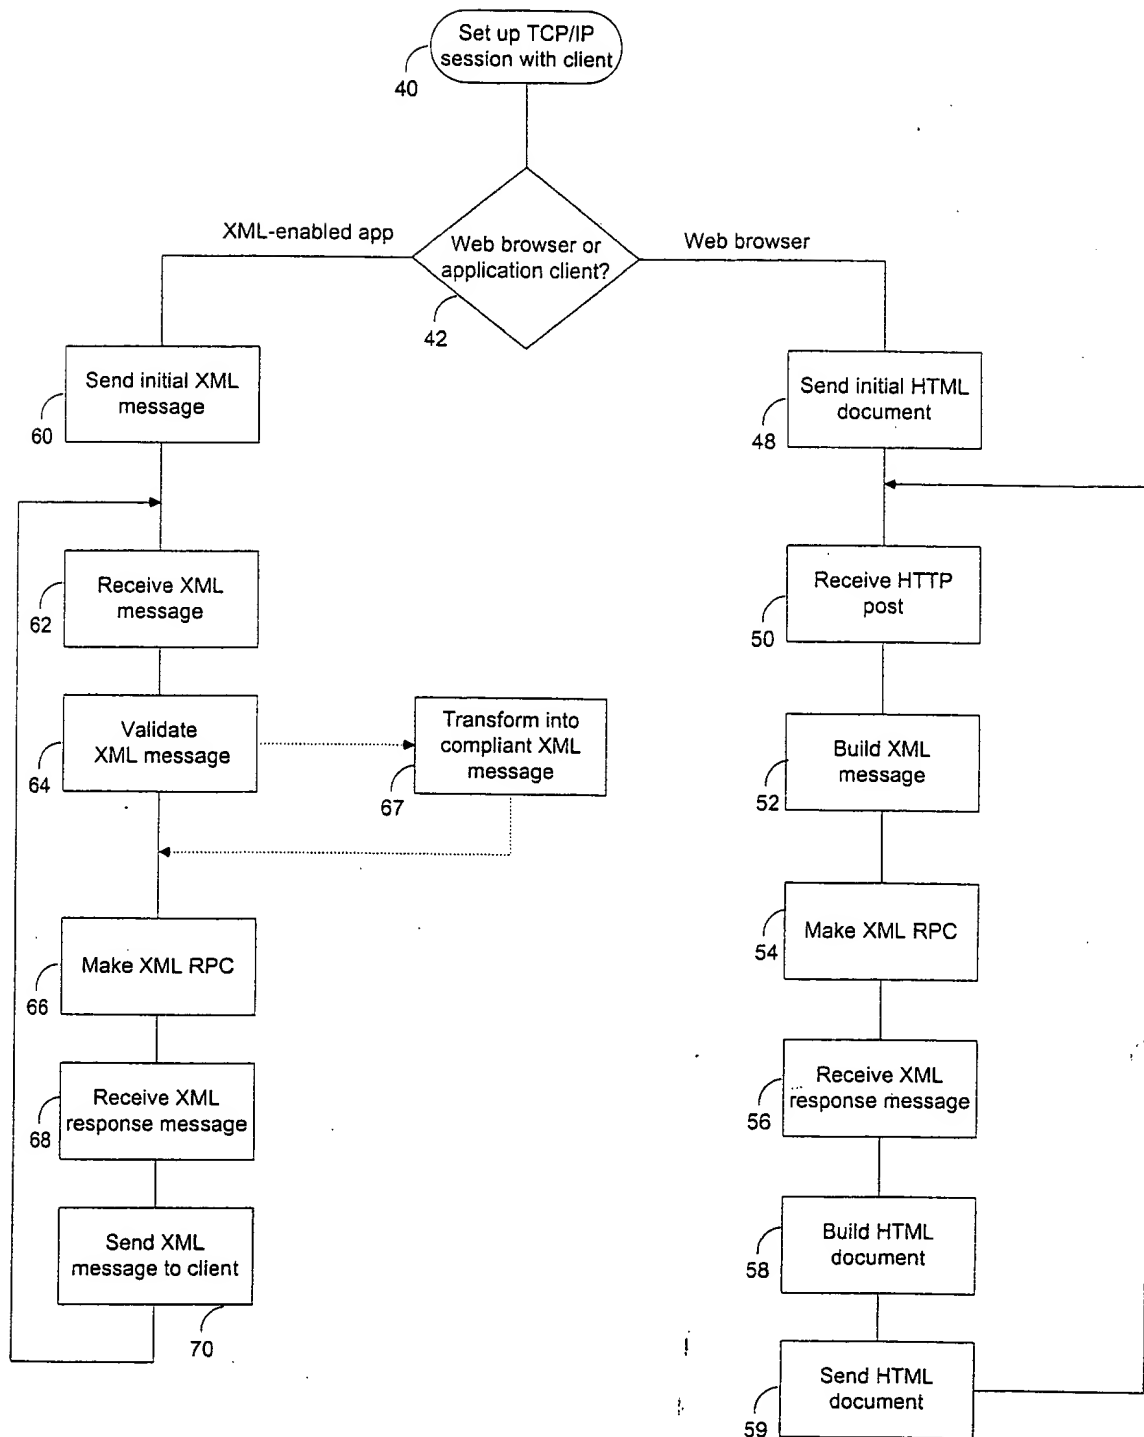 Set up TCP/IP
session with client
40
XML-enabled app
Web browser or
application client?
Web browser
42
Send initial XML
message
60
Send initial HTML
document
48
Receive XML
message
62
Receive HTTP
post
50
Validate
XML message
64
Transform into
compliant XML
message
67
Build XML
message
52
Make XML RPC
66
Make XML RPC
54
Receive XML
response message
68
Receive XML
response message
56
Send XML
message to client
70
Build HTML
document
58
Send HTML
document
59